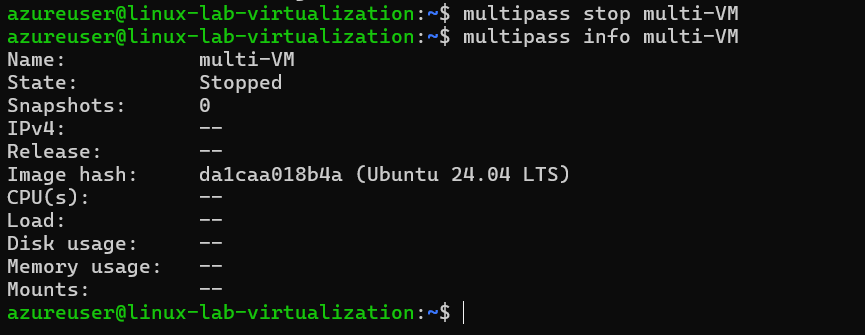 azureuser@linux-lab-virtualization:~$ multipass stop multi-VM
azureuser@linux-lab-virtualization:~$ multipass info multi-VM
Name:           multi-VM
State:          Stopped
Snapshots:      0
IPv4:           --
Release:        --
Image hash:     da1caa018b4a (Ubuntu 24.04 LTS)
CPU(s):         --
Load:           --
Disk usage:     --
Memory usage:   --
Mounts:         --
azureuser@linux-lab-virtualization:~$